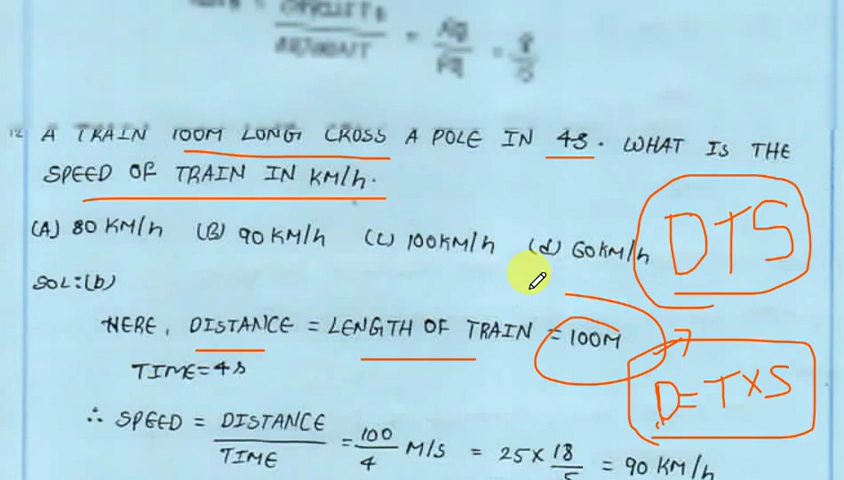 = 
12 A TRAIN 100M LONG CROSS A POLE IN 4S. WHAT IS THE
SPEED OF TRAIN IN KM/h.
(A) 80 KM/h (B) 90 KM/h (C) 100KM/h (d) 60KM/h
DTS
SOL:(b)
HERE, DISTANCE = LENGTH OF TRAIN = 100M
TIME=4S
D=T×S
∴ SPEED = DISTANCE / TIME = 100/4 M/S = 25×18/5 = 90 KM/h